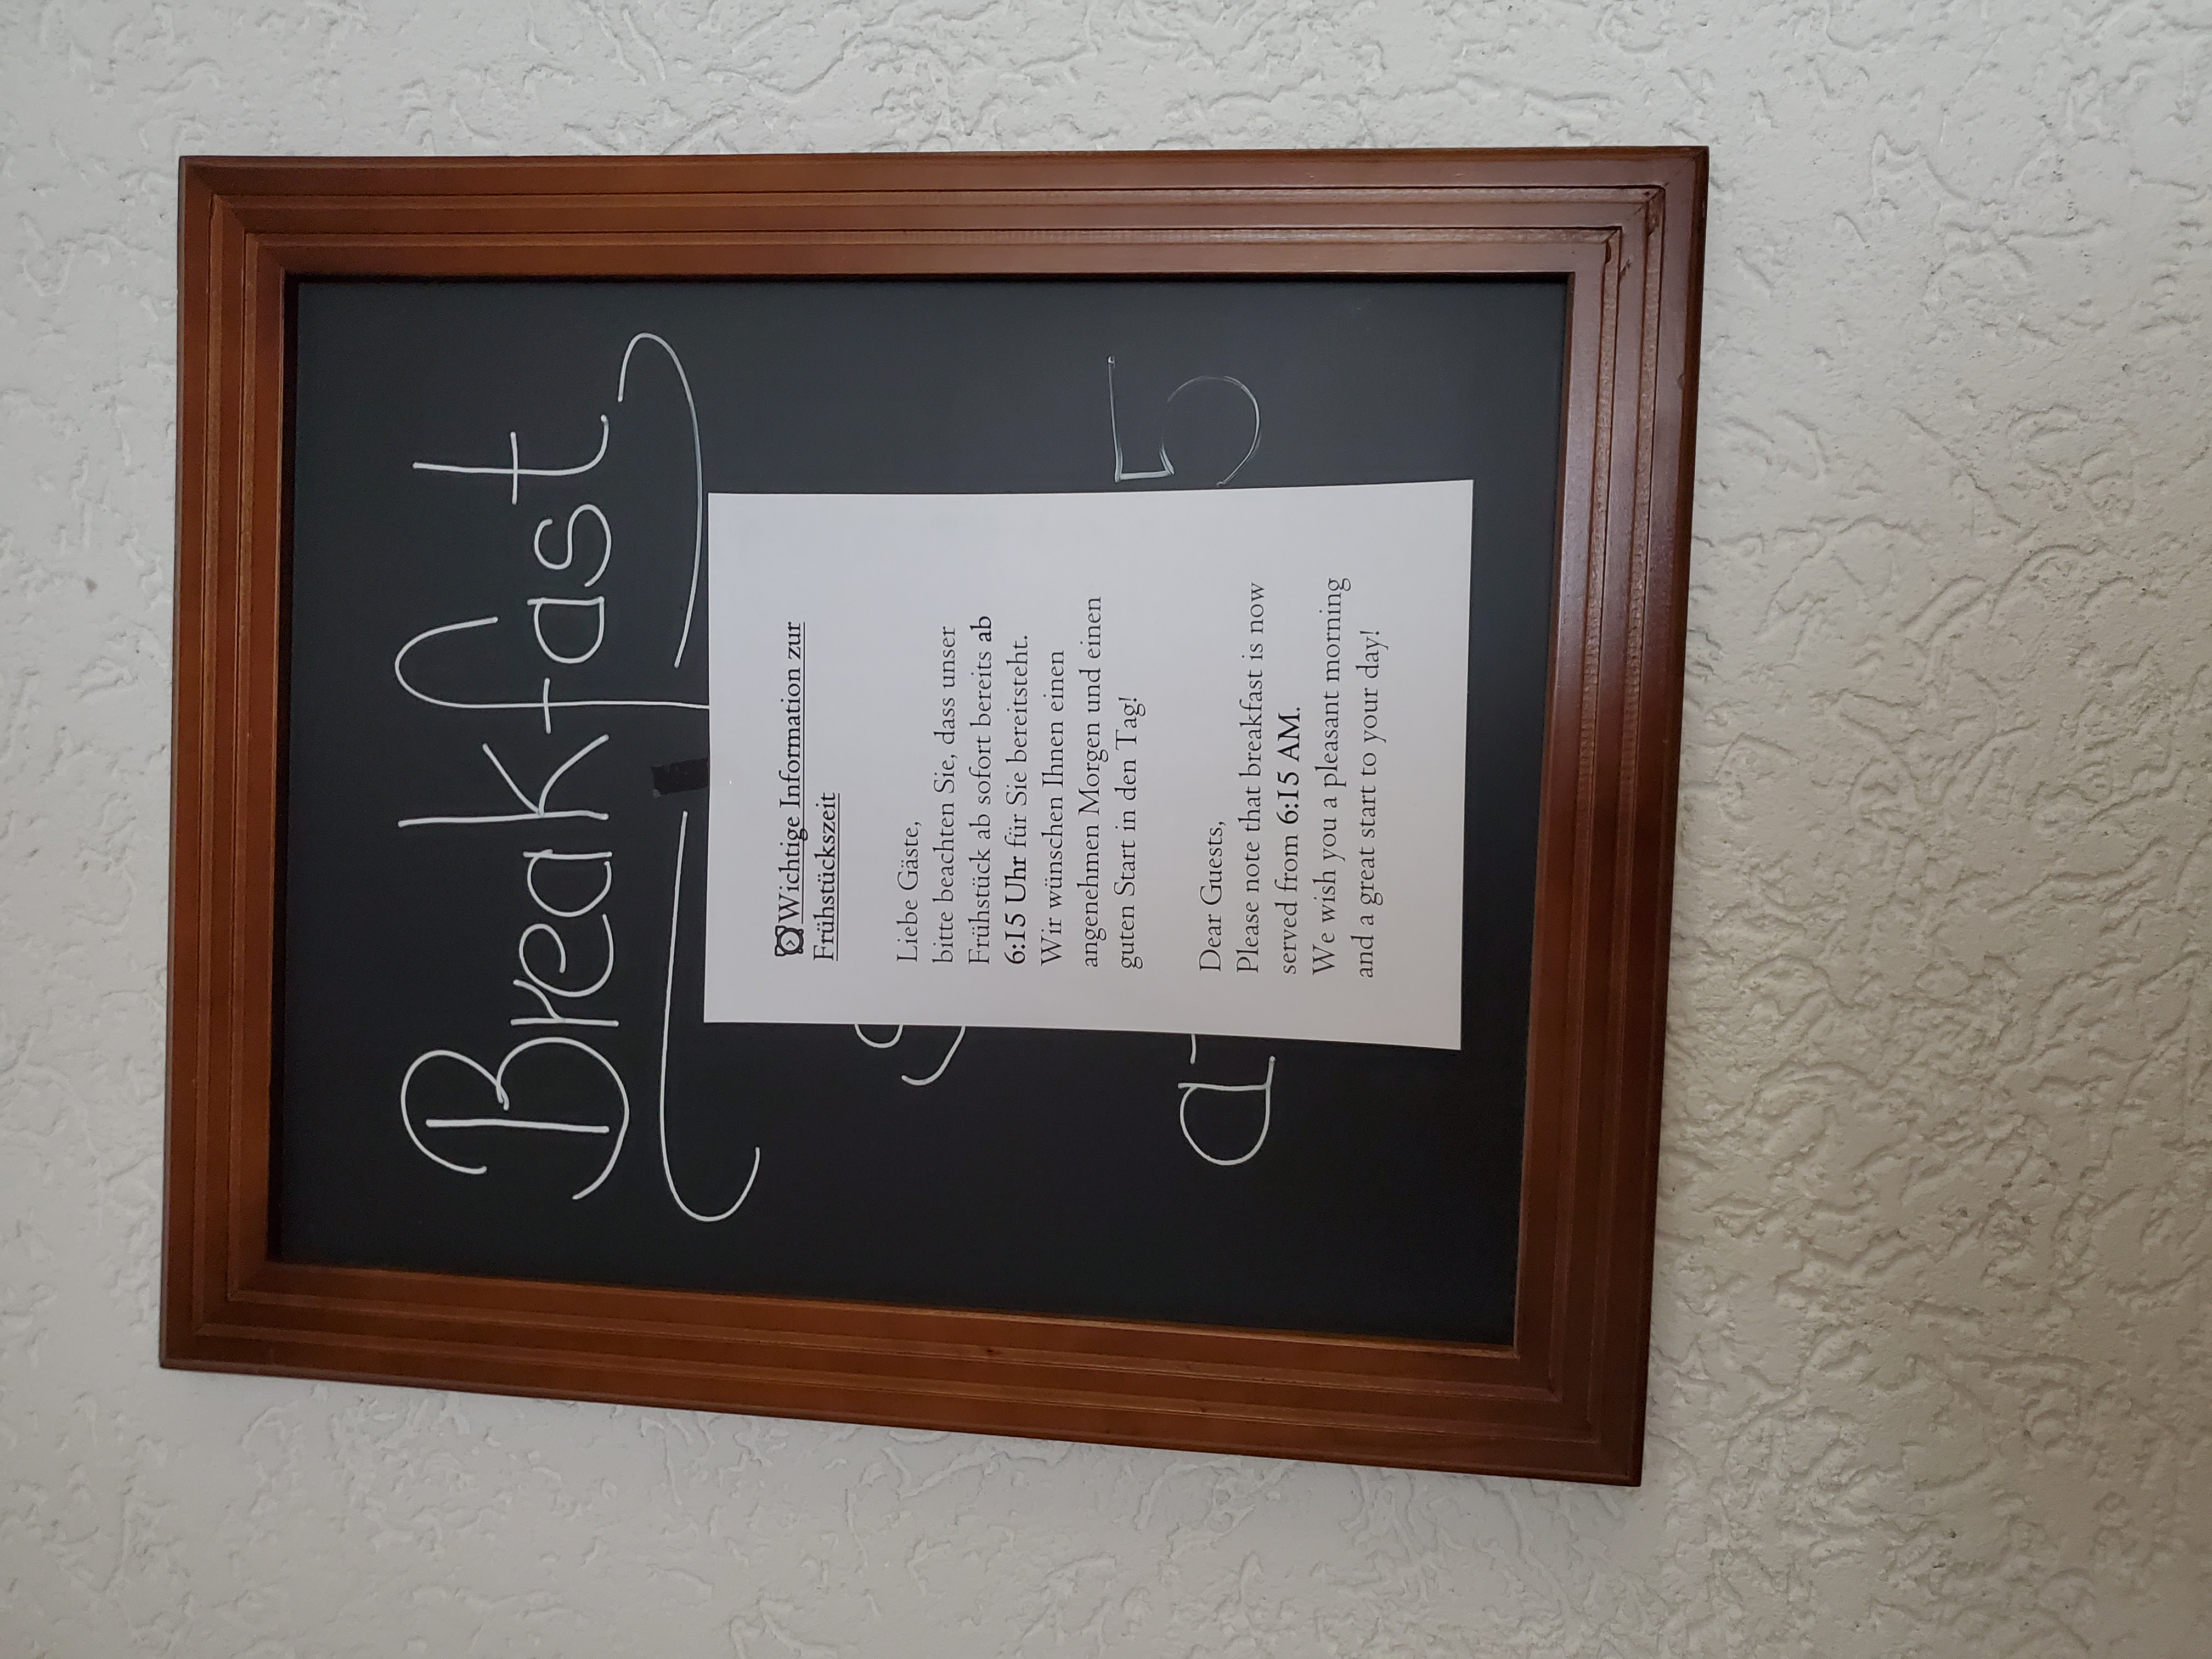 Breakfast
Wichtige Information zur
Frühstückszeit
Liebe Gäste,
bitte beachten Sie, dass unser
Frühstück ab sofort bereits ab
6:15 Uhr für Sie bereitsteht.
Wir wünschen Ihnen einen
angenehmen Morgen und einen
guten Start in den Tag!
5
Dear Guests,
Please note that breakfast is now
served from 6:15 AM.
We wish you a pleasant morning
and a great start to your day!